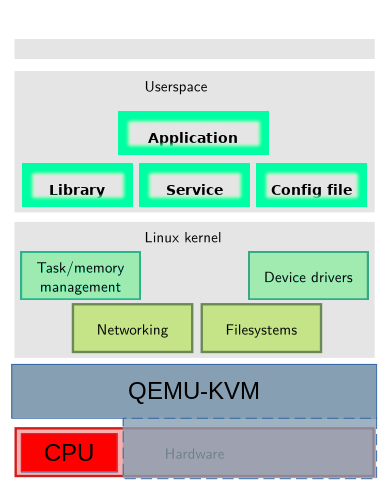 Userspace
Application
Library
Service
Config file
Linux kernel
Task/memory
management
Device drivers
Networking
Filesystems
QEMU-KVM
CPU
Hardware